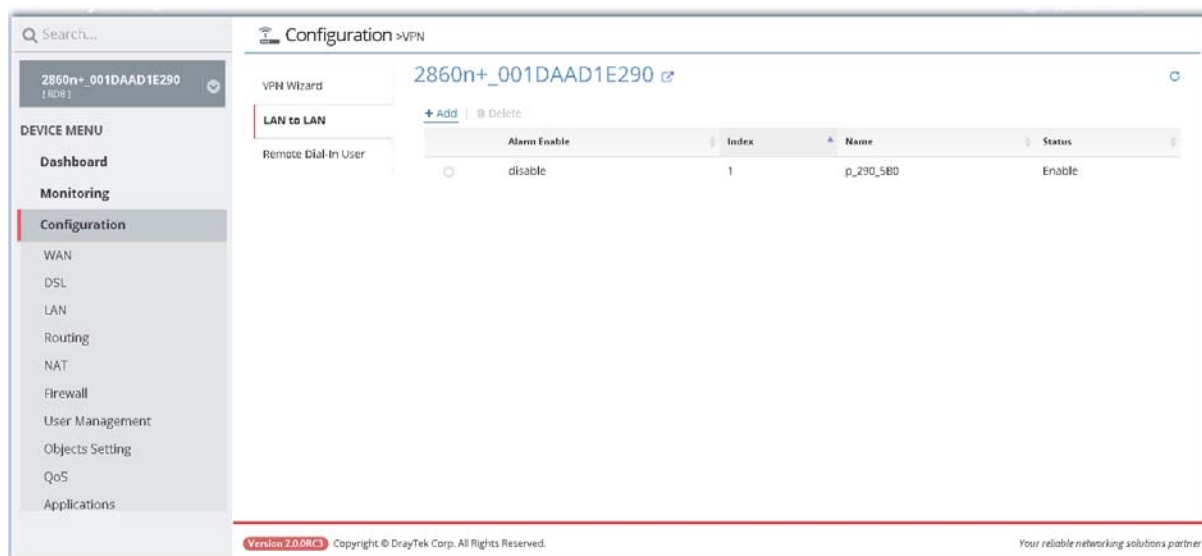 Search...
2860n+_001DAAD1E290
[RD8]
DEVICE MENU
Dashboard
Monitoring
Configuration
WAN
DSL
LAN
Routing
NAT
Firewall
User Management
Objects Setting
QoS
Applications
Configuration >VPN
VPN Wizard
LAN to LAN
Remote Dial-In User
2860n+_001DAAD1E290
+ Add | Delete
Alarm Enable Index Name Status
disable 1 p_290_5B0 Enable
Version 2.0.0RC3 Copyright © DrayTek Corp. All Rights Reserved.
Your reliable networking solutions partner